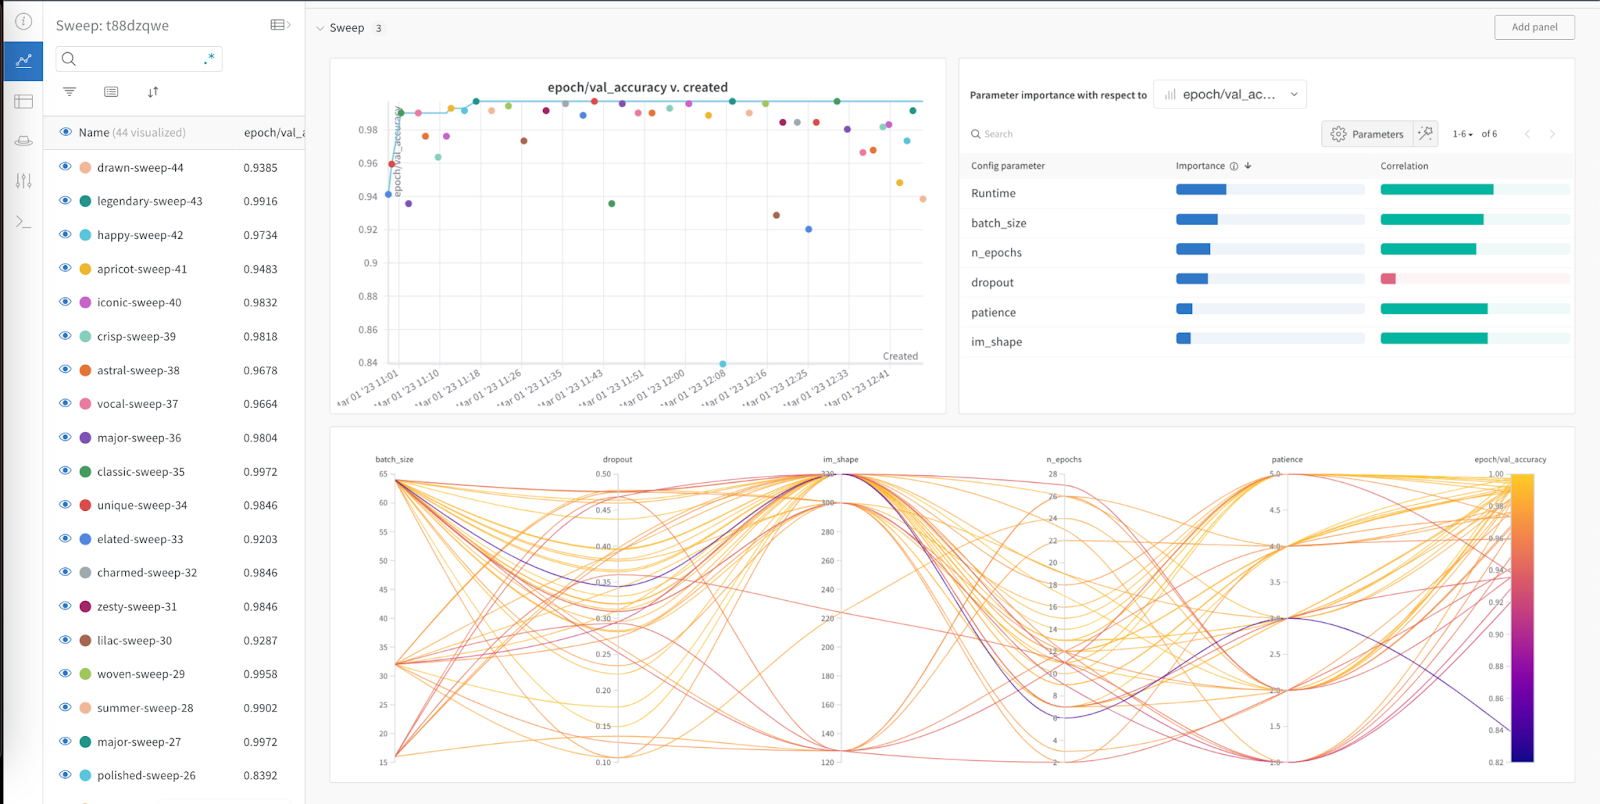 Sweep: t88dzqwe
.*
Name (44 visualized) epoch/val_a
drawn-sweep-44 0.9385
legendary-sweep-43 0.9916
happy-sweep-42 0.9734
apricot-sweep-41 0.9483
iconic-sweep-40 0.9832
crisp-sweep-39 0.9818
astral-sweep-38 0.9678
vocal-sweep-37 0.9664
major-sweep-36 0.9804
classic-sweep-35 0.9972
unique-sweep-34 0.9846
elated-sweep-33 0.9203
charmed-sweep-32 0.9846
zesty-sweep-31 0.9846
lilac-sweep-30 0.9287
woven-sweep-29 0.9958
summer-sweep-28 0.9902
major-sweep-27 0.9972
polished-sweep-26 0.8392
Sweep 3
Add panel
epoch/val_accuracy v. created
epoch/val_accuracy
0.98
0.96
0.94
0.92
0.9
0.88
0.86
0.84
Created
Mar 01 '23 11:01
Mar 01 '23 11:10
Mar 01 '23 11:18
Mar 01 '23 11:26
Mar 01 '23 11:35
Mar 01 '23 11:43
Mar 01 '23 11:51
Mar 01 '23 12:00
Mar 01 '23 12:08
Mar 01 '23 12:16
Mar 01 '23 12:25
Mar 01 '23 12:33
Mar 01 '23 12:41
Parameter importance with respect to epoch/val_ac...
Search Parameters 1-6 of 6
Config parameter Importance Correlation
Runtime
batch_size
n_epochs
dropout
patience
im_shape
batch_size
65
60
55
50
45
40
35
30
25
20
15
dropout
0.50
0.45
0.40
0.35
0.30
0.25
0.20
0.15
0.10
im_shape
320
300
280
260
240
220
200
180
160
140
120
n_epochs
28
26
24
22
20
18
16
14
12
10
8
6
4
2
patience
5.0
4.5
4.0
3.5
3.0
2.5
2.0
1.5
1.0
epoch/val_accuracy
1.00
0.98
0.96
0.94
0.92
0.90
0.88
0.86
0.84
0.82